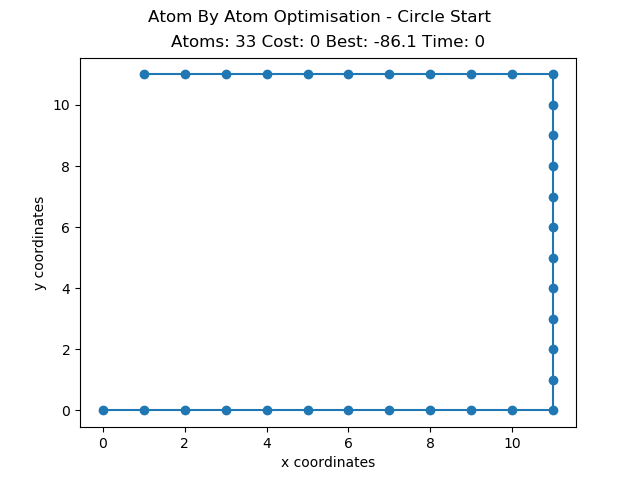 Atom By Atom Optimisation - Circle Start
Atoms: 33 Cost: 0 Best: -86.1 Time: 0
10
8
6
4
2
0
y coordinates
0 2 4 6 8 10
x coordinates